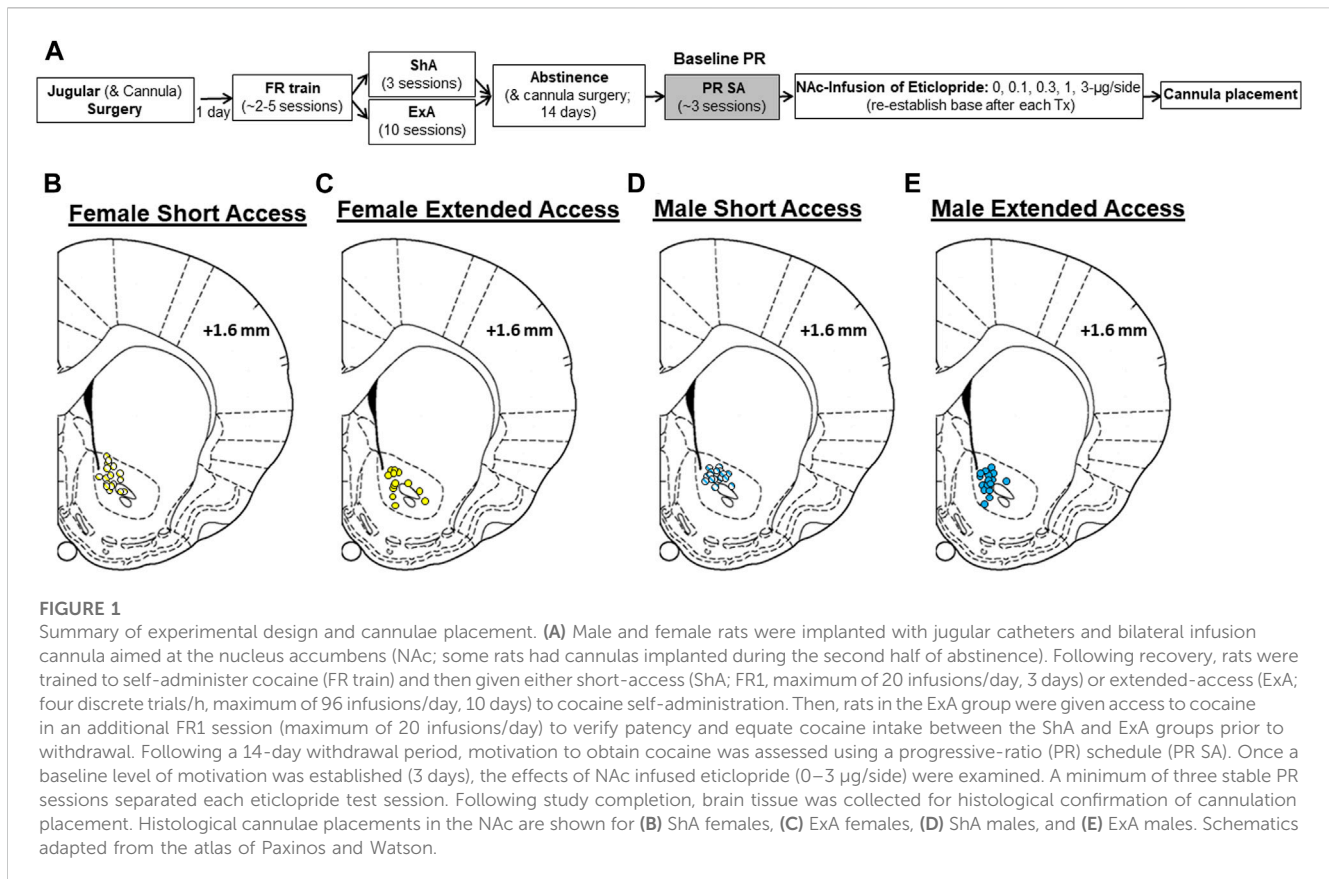 A
Jugular (& Cannula)
Surgery
1 day
FR train
(~2-5 sessions)
ShA
(3 sessions)
ExA
(10 sessions)
Abstinence
(& cannula surgery;
14 days)
Baseline PR
PR SA
(~3 sessions)
NAc-Infusion of Eticlopride: 0, 0.1, 0.3, 1, 3-µg/side
(re-establish base after each Tx)
Cannula placement
B
Female Short Access
+1.6 mm
C
Female Extended Access
+1.6 mm
D
Male Short Access
+1.6 mm
E
Male Extended Access
+1.6 mm
FIGURE 1
Summary of experimental design and cannulae placement. (A) Male and female rats were implanted with jugular catheters and bilateral infusion
cannula aimed at the nucleus accumbens (NAc; some rats had cannulas implanted during the second half of abstinence). Following recovery, rats were
trained to self-administer cocaine (FR train) and then given either short-access (ShA; FR1, maximum of 20 infusions/day, 3 days) or extended-access (ExA;
four discrete trials/h, maximum of 96 infusions/day, 10 days) to cocaine self-administration. Then, rats in the ExA group were given access to cocaine
in an additional FR1 session (maximum of 20 infusions/day) to verify patency and equate cocaine intake between the ShA and ExA groups prior to
withdrawal. Following a 14-day withdrawal period, motivation to obtain cocaine was assessed using a progressive-ratio (PR) schedule (PR SA). Once a
baseline level of motivation was established (3 days), the effects of NAc infused eticlopride (0–3 µg/side) were examined. A minimum of three stable PR
sessions separated each eticlopride test session. Following study completion, brain tissue was collected for histological confirmation of cannulation
placement. Histological cannulae placements in the NAc are shown for (B) ShA females, (C) ExA females, (D) ShA males, and (E) ExA males. Schematics
adapted from the atlas of Paxinos and Watson.